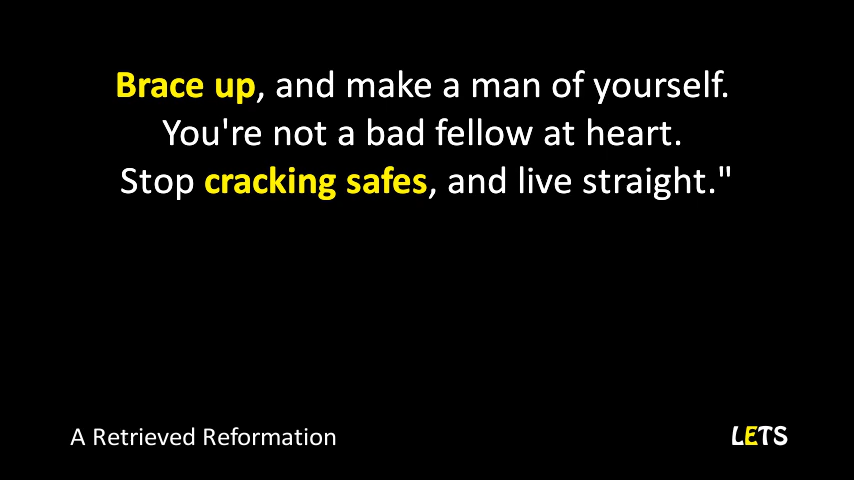 Brace up, and make a man of yourself.
You're not a bad fellow at heart.
Stop cracking safes, and live straight."
A Retrieved Reformation
LETS